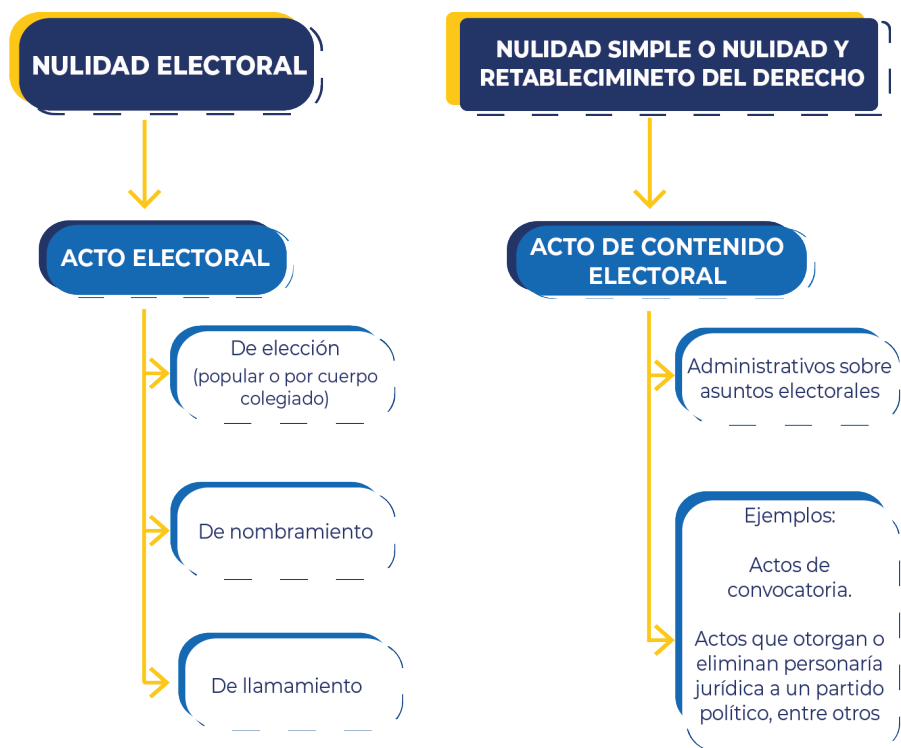 NULIDAD ELECTORAL
ACTO ELECTORAL
De elección
(popular o por cuerpo
colegiado)
De nombramiento
De llamamiento
NULIDAD SIMPLE O NULIDAD Y
RETABLECIMINETO DEL DERECHO
ACTO DE CONTENIDO
ELECTORAL
Administrativos sobre
asuntos electorales
Ejemplos:
Actos de
convocatoria.
Actos que otorgan o
eliminan personaría
jurídica a un partido
político, entre otros